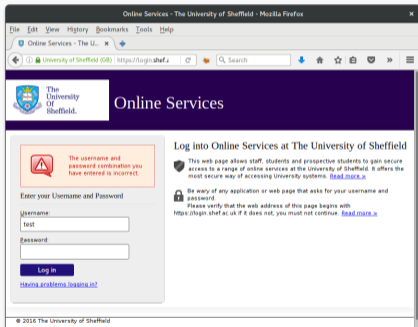 Online Services - The University of Sheffield - Mozilla Firefox
File Edit View History Bookmarks Tools Help
Online Services - The U...
University of Sheffield (GB) https://login.shef.a
Search
The
University
Of
Sheffield.
Online Services
The username and
password combination you
have entered is incorrect.
Enter your Username and Password
Username:
test
Password:
Log in
Having problems logging in?
Log into Online Services at The University of Sheffield
This web page allows staff, students and prospective students to gain secure
access to a range of online services at the University of Sheffield. It offers the
most secure way of accessing University systems. Read more »
Be wary of any application or web page that asks for your username and
password.
Please verify that the web address of this page begins with
https://login.shef.ac.uk If it does not, you must not continue. Read more »
© 2016 The University of Sheffield